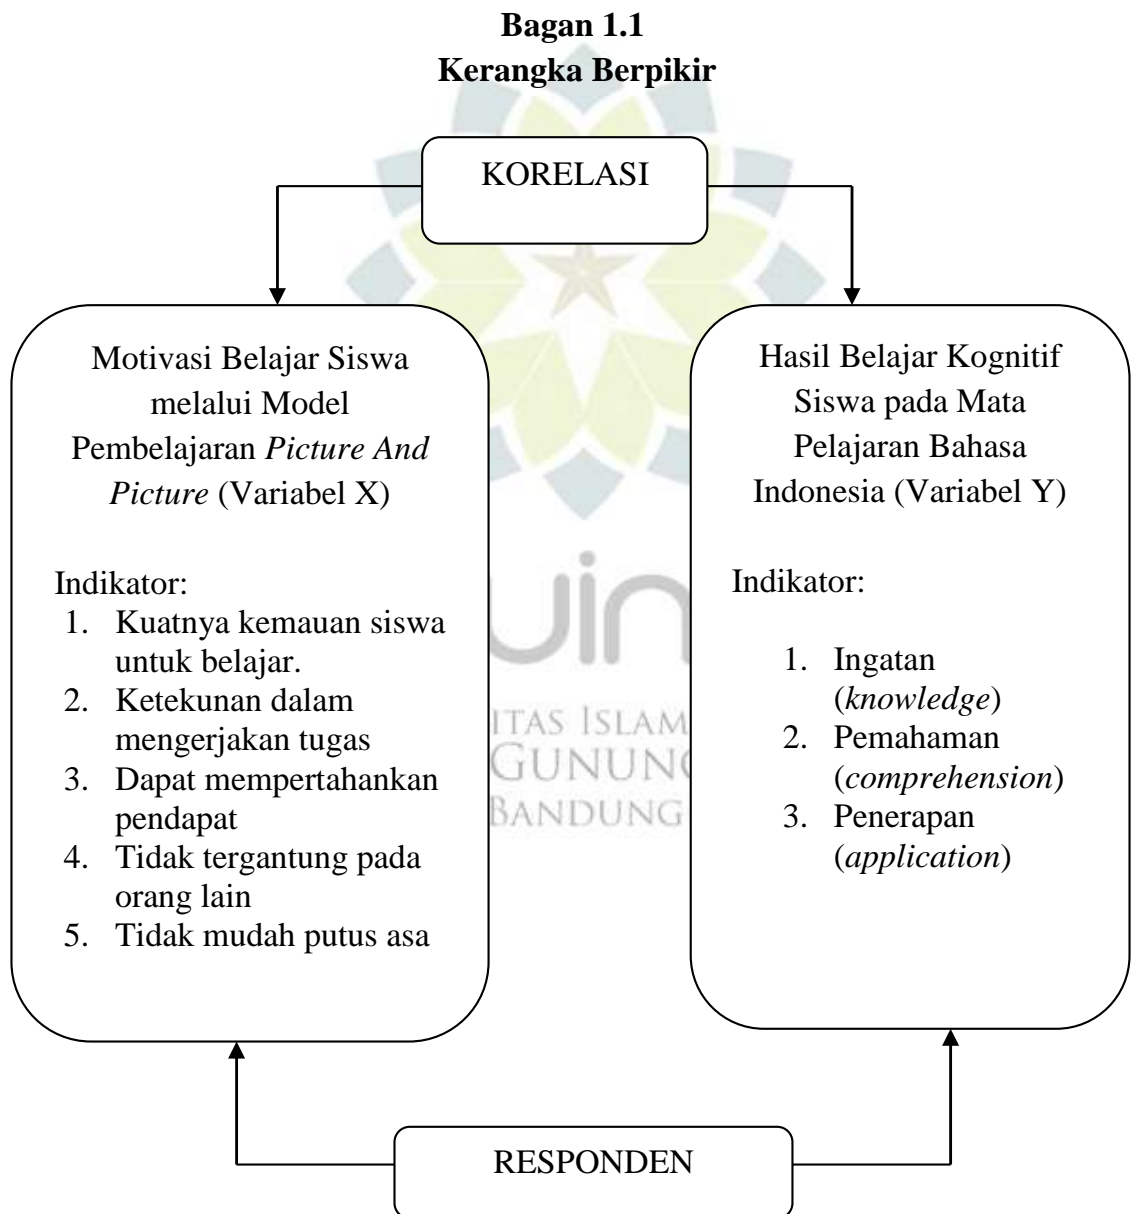 Bagan 1.1
Kerangka Berpikir
KORELASI
Motivasi Belajar Siswa
melalui Model
Pembelajaran Picture And
Picture (Variabel X)
Indikator:
1. Kuatnya kemauan siswa
untuk belajar.
2. Ketekunan dalam
mengerjakan tugas
3. Dapat mempertahankan
pendapat
4. Tidak tergantung pada
orang lain
5. Tidak mudah putus asa
Hasil Belajar Kognitif
Siswa pada Mata
Pelajaran Bahasa
Indonesia (Variabel Y)
Indikator:
1. Ingatan
(knowledge)
2. Pemahaman
(comprehension)
3. Penerapan
(application)
uin
ISLAM
BANDUNG
RESPONDEN